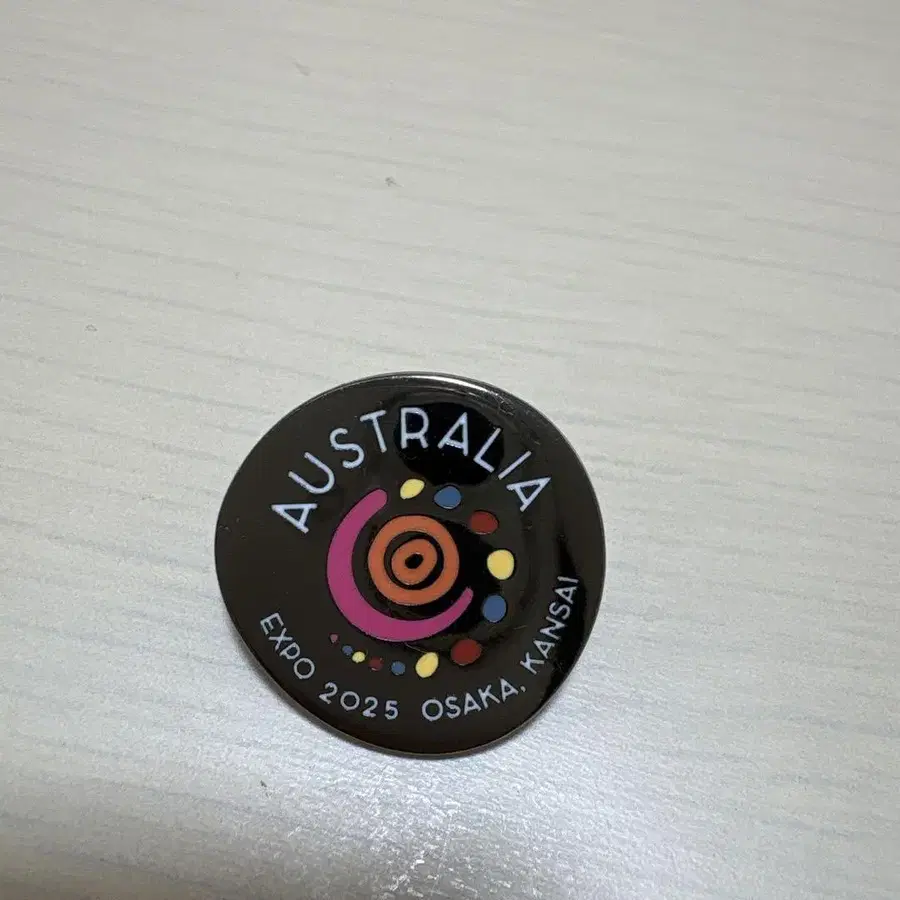 AUSTRALIA
EXPO 2025 OSAKA, KANSAI